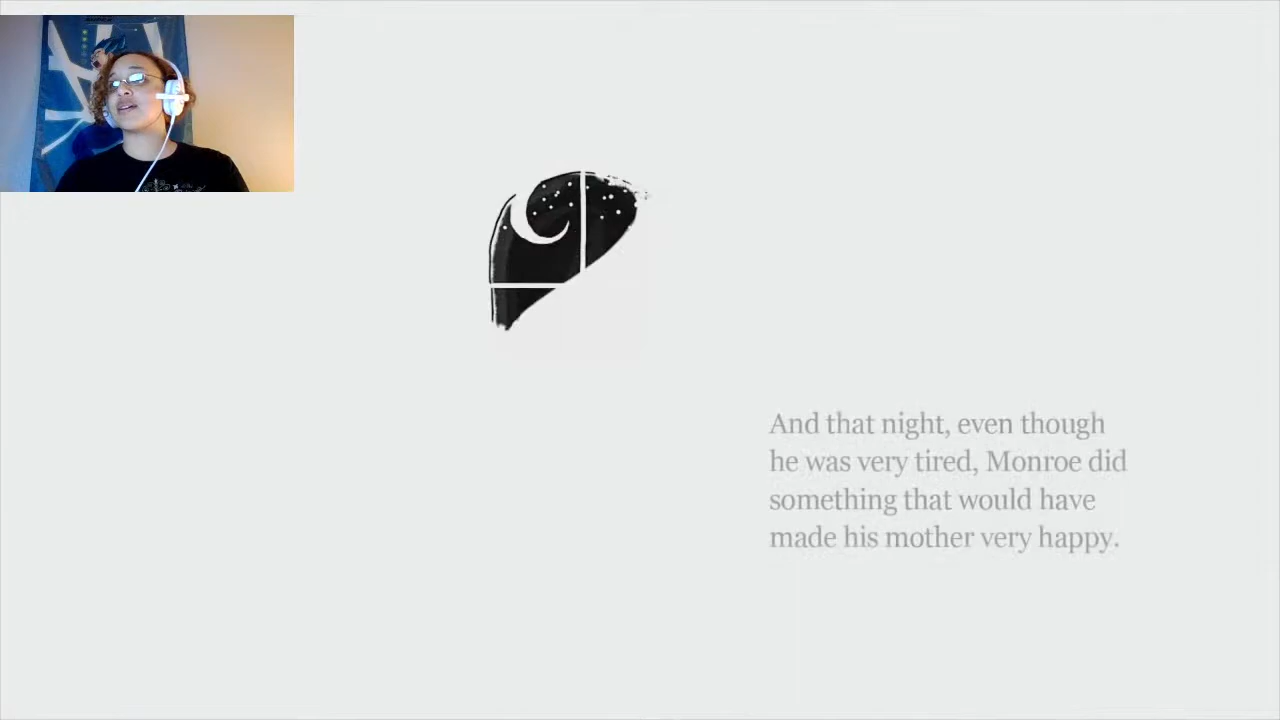 And that night, even though
he was very tired, Monroe did
something that would have
made his mother very happy.